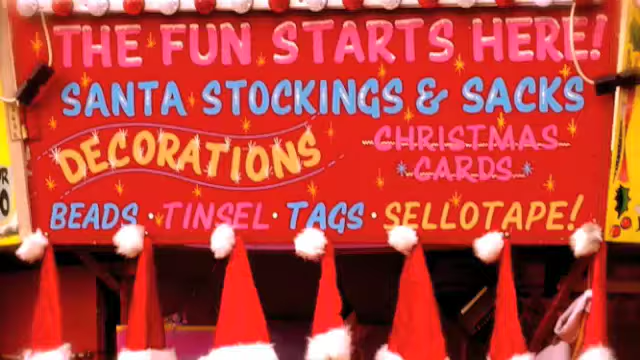 THE FUN STARTS HERE!
SANTA STOCKINGS & SACKS
DECORATIONS
CHRISTMAS
CARDS
BEADS · TINSEL · TAGS · SELLOTAPE!